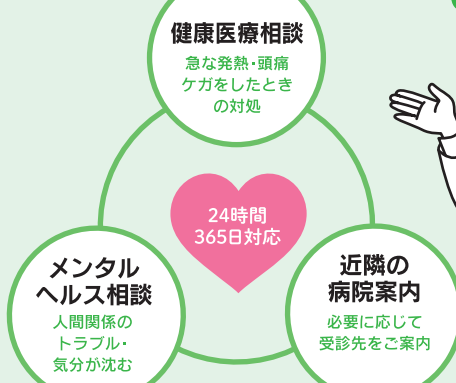 健康医療相談
急な発熱・頭痛
ケガをしたとき
の対処
24時間
365日対応
メンタル
ヘルス相談
人間関係の
トラブル・
気分が沈む
近隣の
病院案内
必要に応じて
受診先をご案内